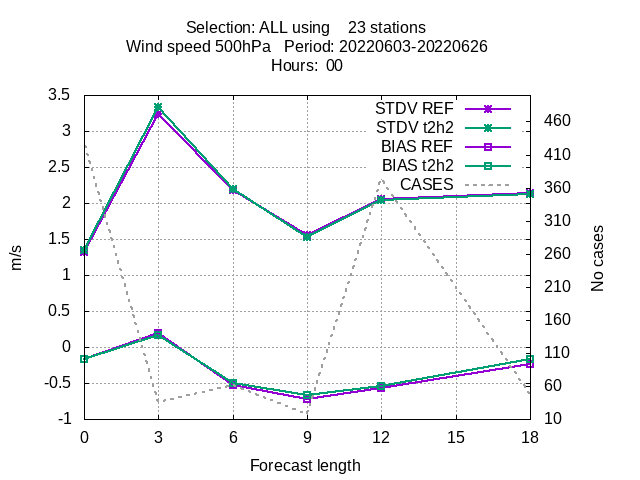 Selection: ALL using    23 stations
Wind speed 500hPa   Period: 20220603-20220626
Hours:  00
STDV REF
STDV t2h2
BIAS REF
BIAS t2h2
CASES
3.5
3
2.5
2
1.5
1
0.5
0
-0.5
-1
m/s
460
410
360
310
260
210
160
110
60
10
No cases
0 3 6 9 12 15 18
Forecast length